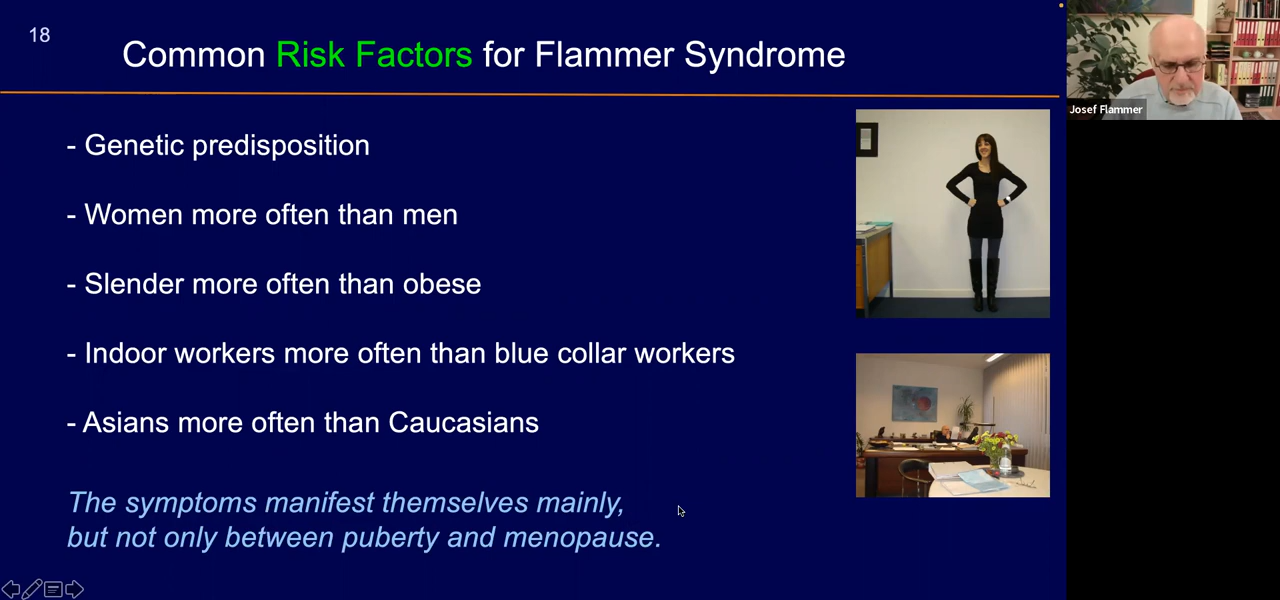 18
Common Risk Factors for Flammer Syndrome
Josef Flammer
- Genetic predisposition
- Women more often than men
- Slender more often than obese
- Indoor workers more often than blue collar workers
- Asians more often than Caucasians
The symptoms manifest themselves mainly,
but not only between puberty and menopause.